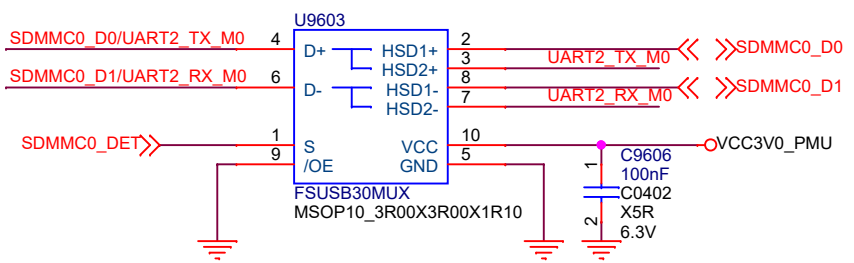 U9603
SDMMC0_D0/UART2_TX_M0 4 D+ HSD1+ 2 SDMMC0_D0
HSD2+ 3 UART2_TX_M0
SDMMC0_D1/UART2_RX_M0 6 D- HSD1- 8 SDMMC0_D1
HSD2- 7 UART2_RX_M0
SDMMC0_DET 1 S VCC 10 VCC3V0_PMU
9 /OE GND 5
FSUSB30MUX
MSOP10_3R00X3R00X1R10
1
2
C9606
100nF
C0402
X5R
6.3V